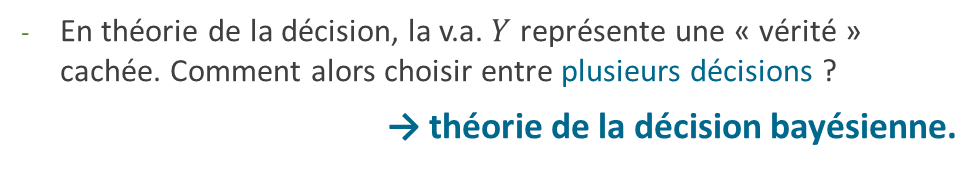 - En théorie de la décision, la v.a. Y représente une « vérité »
cachée. Comment alors choisir entre plusieurs décisions ?
→ théorie de la décision bayésienne.